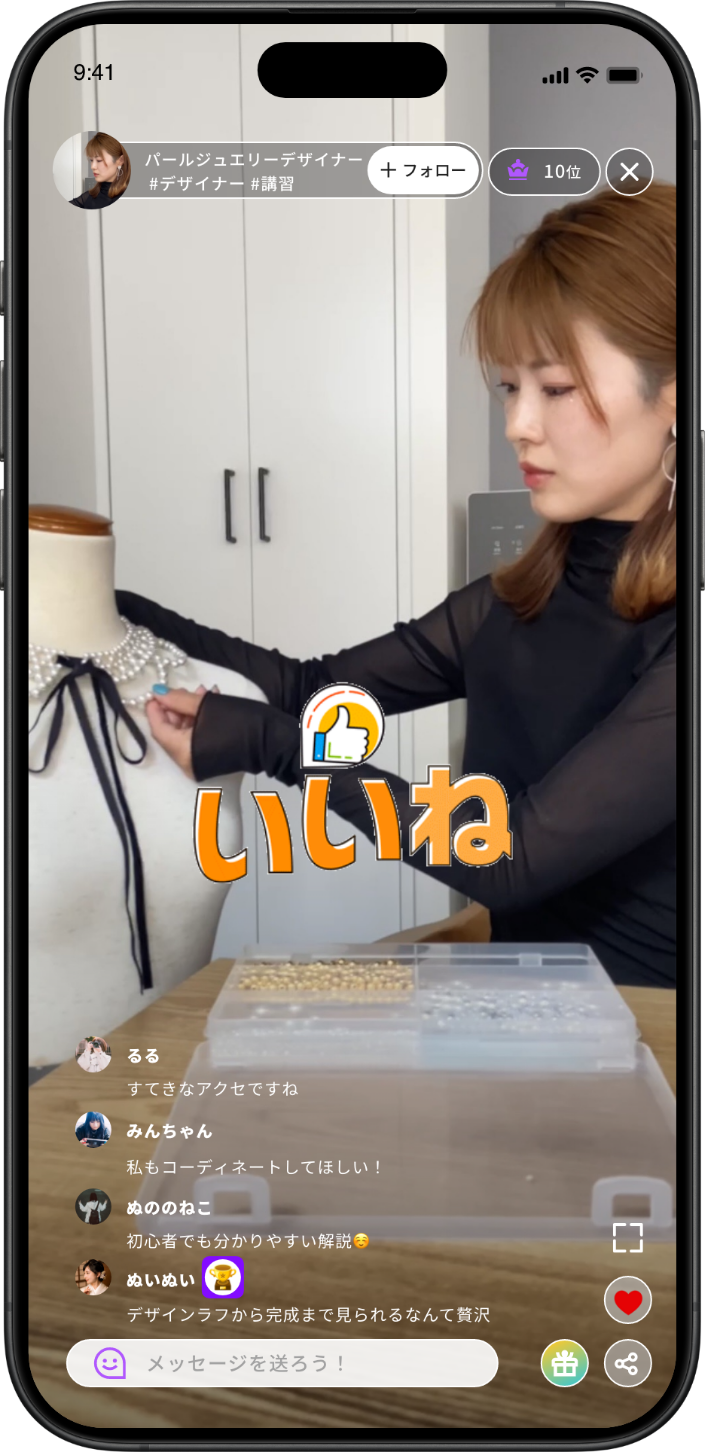 9:41
パールジュエリーデザイナー
#デザイナー #講習
フォロー
10位
いいね
るる
すてきなアクセですね
みんちゃん
私もコーディネートしてほしい！
ぬののねこ
初心者でも分かりやすい解説☺️
ぬいぬい
デザインラフから完成まで見られるなんて贅沢
メッセージを送ろう！